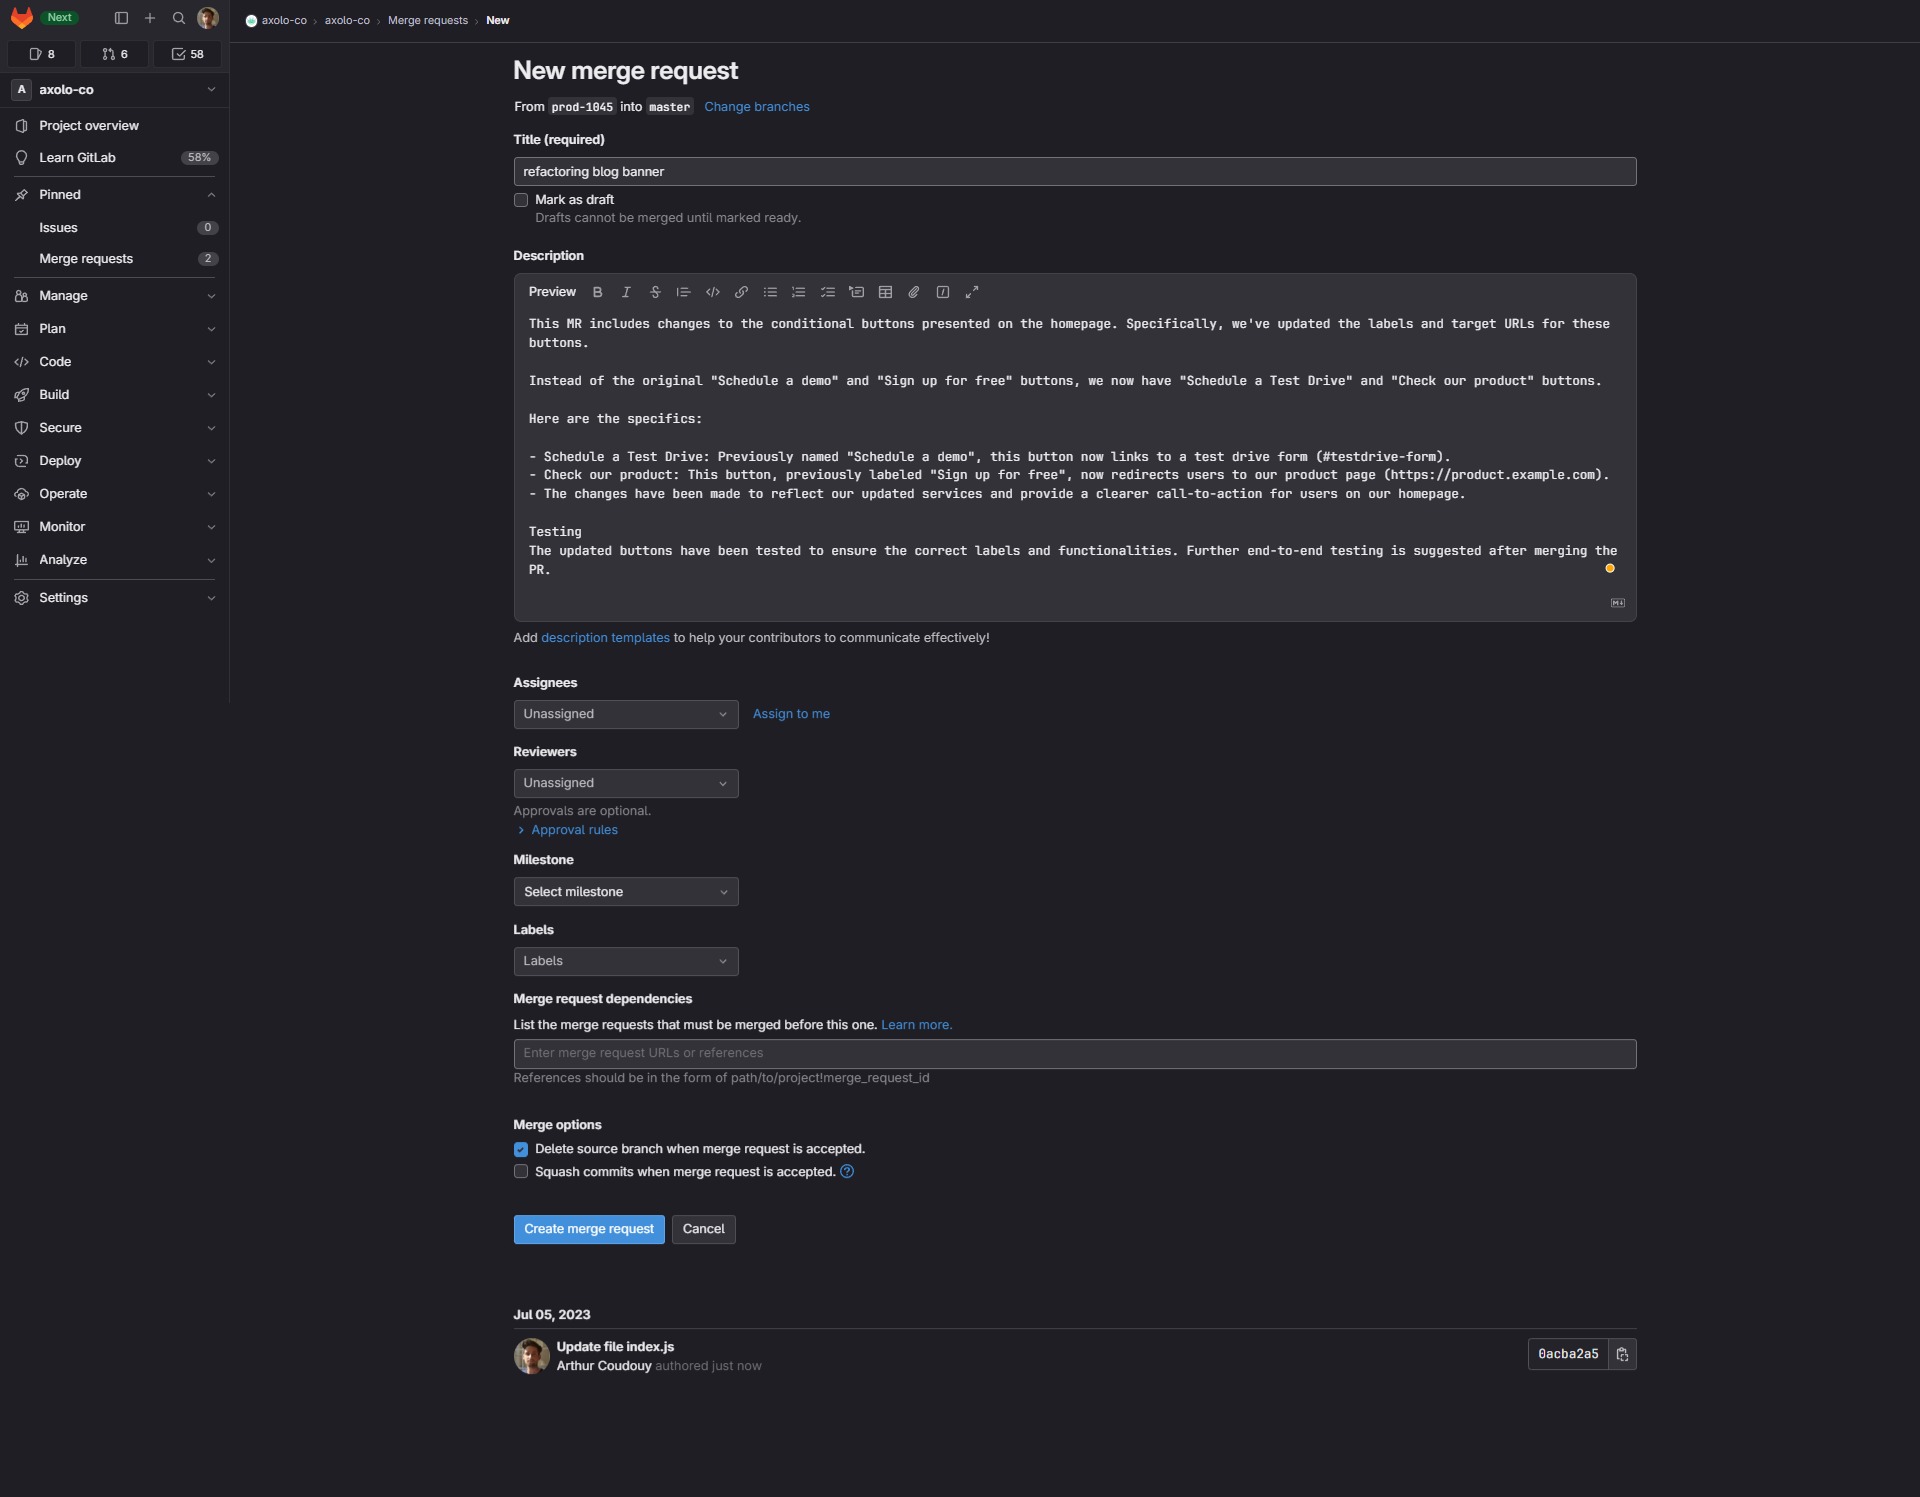 Next
8
6
58
A axolo-co
Project overview
Learn GitLab 58%
Pinned
Issues 0
Merge requests 2
Manage
Plan
Code
Build
Secure
Deploy
Operate
Monitor
Analyze
Settings
axolo-co › axolo-co › Merge requests › New
New merge request
From prod-1045 into master Change branches
Title (required)
refactoring blog banner
Mark as draft
Drafts cannot be merged until marked ready.
Description
Preview
This MR includes changes to the conditional buttons presented on the homepage. Specifically, we've updated the labels and target URLs for these
buttons.
Instead of the original "Schedule a demo" and "Sign up for free" buttons, we now have "Schedule a Test Drive" and "Check our product" buttons.
Here are the specifics:
- Schedule a Test Drive: Previously named "Schedule a demo", this button now links to a test drive form (#testdrive-form).
- Check our product: This button, previously labeled "Sign up for free", now redirects users to our product page (https://product.example.com).
- The changes have been made to reflect our updated services and provide a clearer call-to-action for users on our homepage.
Testing
The updated buttons have been tested to ensure the correct labels and functionalities. Further end-to-end testing is suggested after merging the
PR.
Add description templates to help your contributors to communicate effectively!
Assignees
Unassigned
Assign to me
Reviewers
Unassigned
Approvals are optional.
Approval rules
Milestone
Select milestone
Labels
Labels
Merge request dependencies
List the merge requests that must be merged before this one. Learn more.
Enter merge request URLs or references
References should be in the form of path/to/project!merge_request_id
Merge options
Delete source branch when merge request is accepted.
Squash commits when merge request is accepted.
Create merge request
Cancel
Jul 05, 2023
Update file index.js
Arthur Coudouy authored just now
0acba2a5